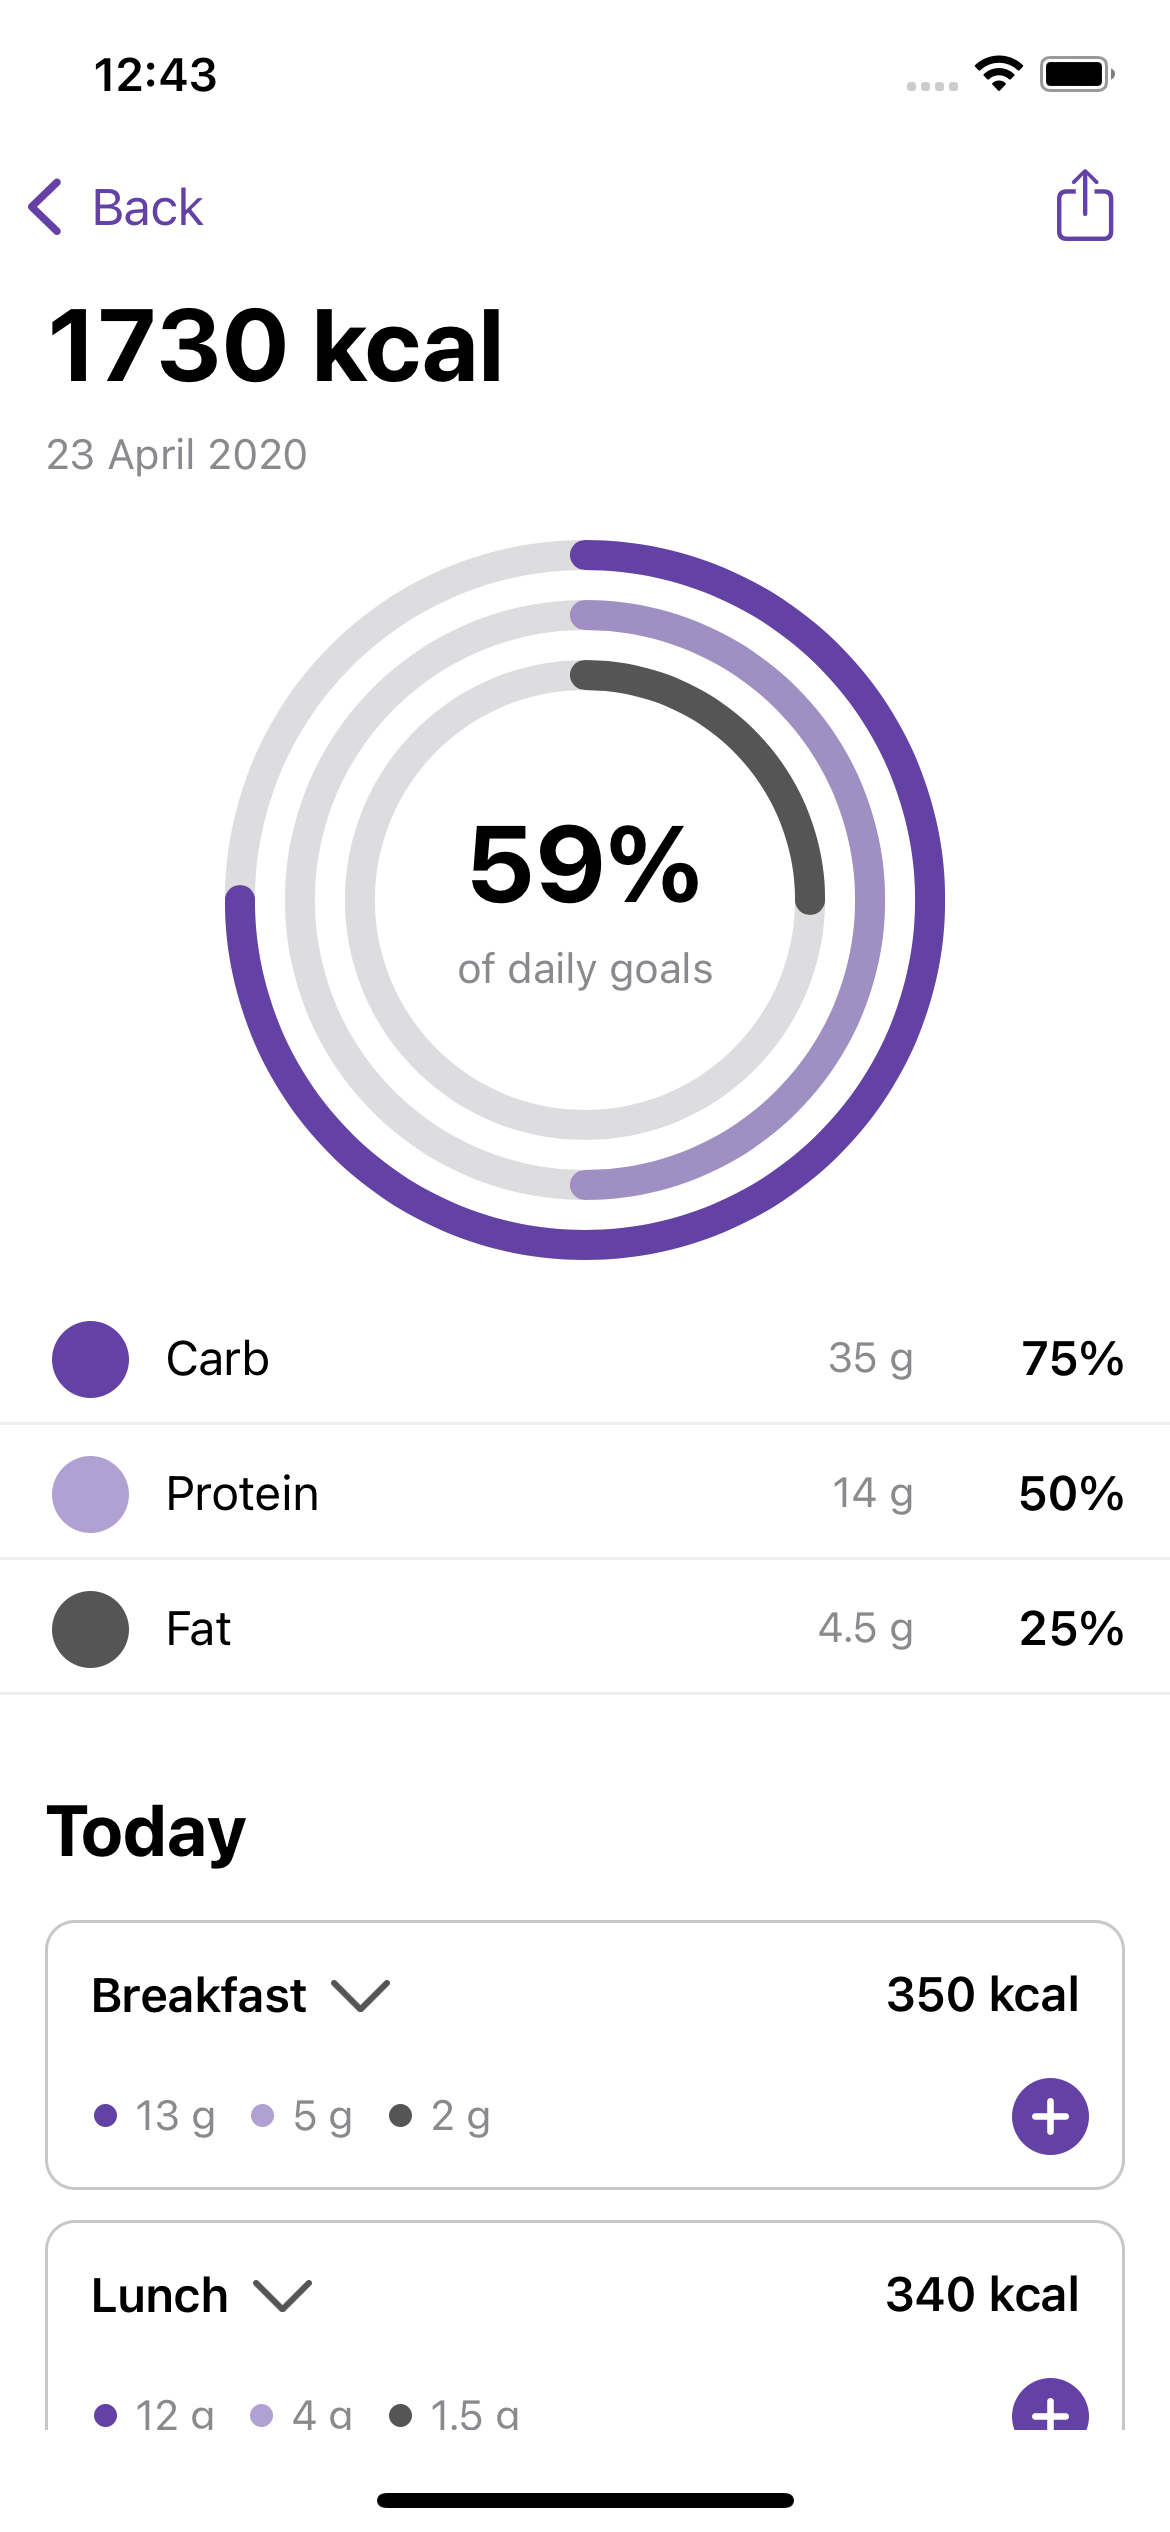 12:43
Back
1730 kcal
23 April 2020
59%
of daily goals
Carb 35 g 75%
Protein 14 g 50%
Fat 4.5 g 25%
Today
Breakfast 350 kcal
13 g 5 g 2 g
Lunch 340 kcal
12 g 4 g 1.5 g